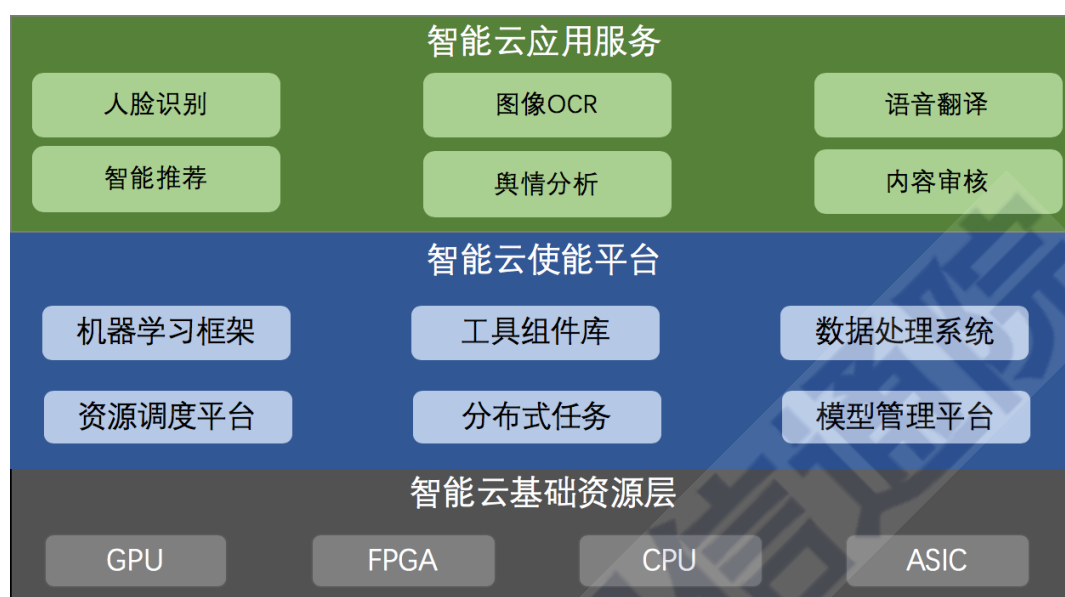 智能云应用服务
人脸识别 图像OCR 语音翻译
智能推荐 舆情分析 内容审核
智能云使能平台
机器学习框架 工具组件库 数据处理系统
资源调度平台 分布式任务 模型管理平台
智能云基础资源层
GPU FPGA CPU ASIC
信通院